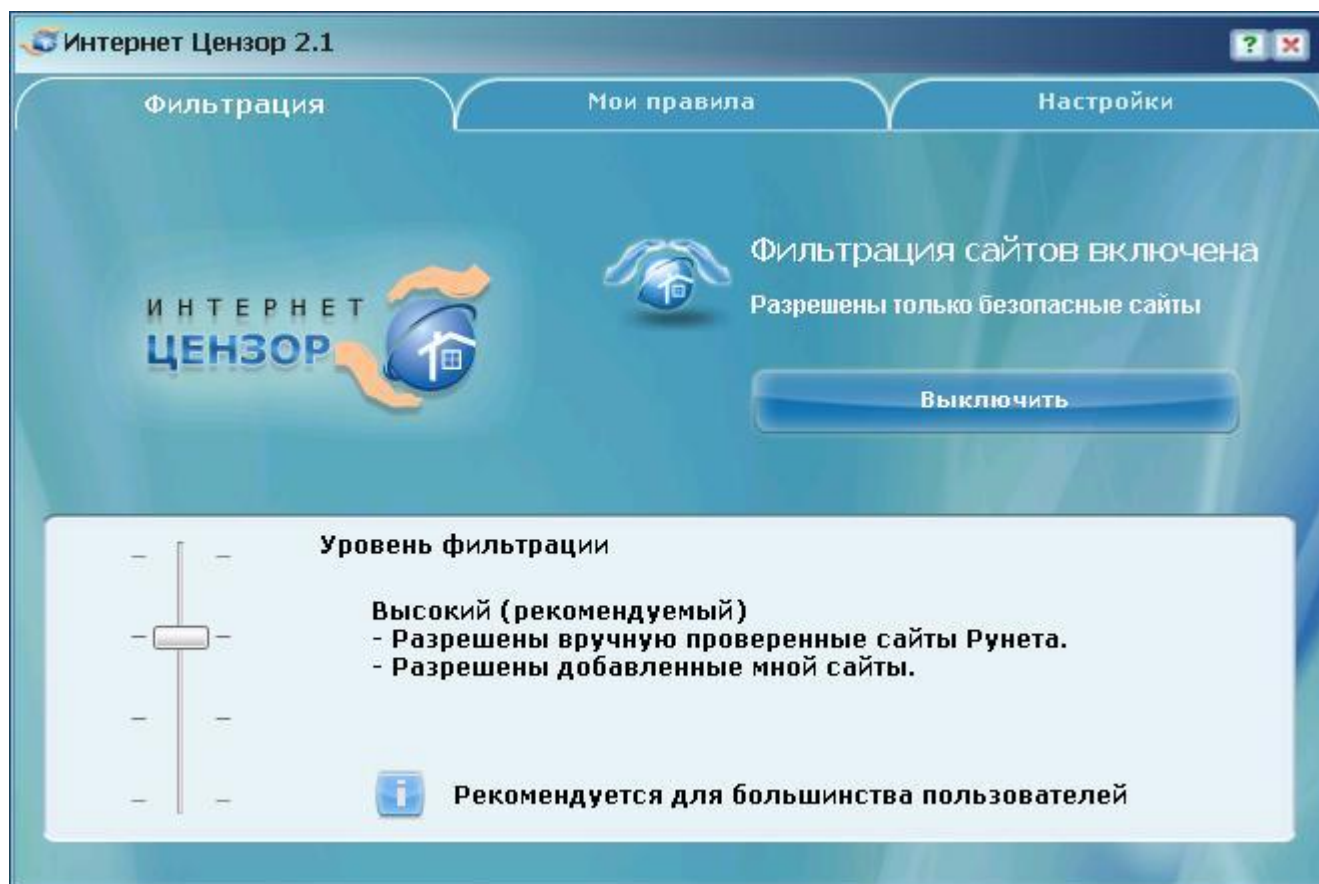 Интернет Цензор 2.1
Фильтрация
Мои правила
Настройки
ИНТЕРНЕТ
ЦЕНЗОР
Фильтрация сайтов включена
Разрешены только безопасные сайты
Выключить
Уровень фильтрации
Высокий (рекомендуемый)
- Разрешены вручную проверенные сайты Рунета.
- Разрешены добавленные мной сайты.
Рекомендуется для большинства пользователей